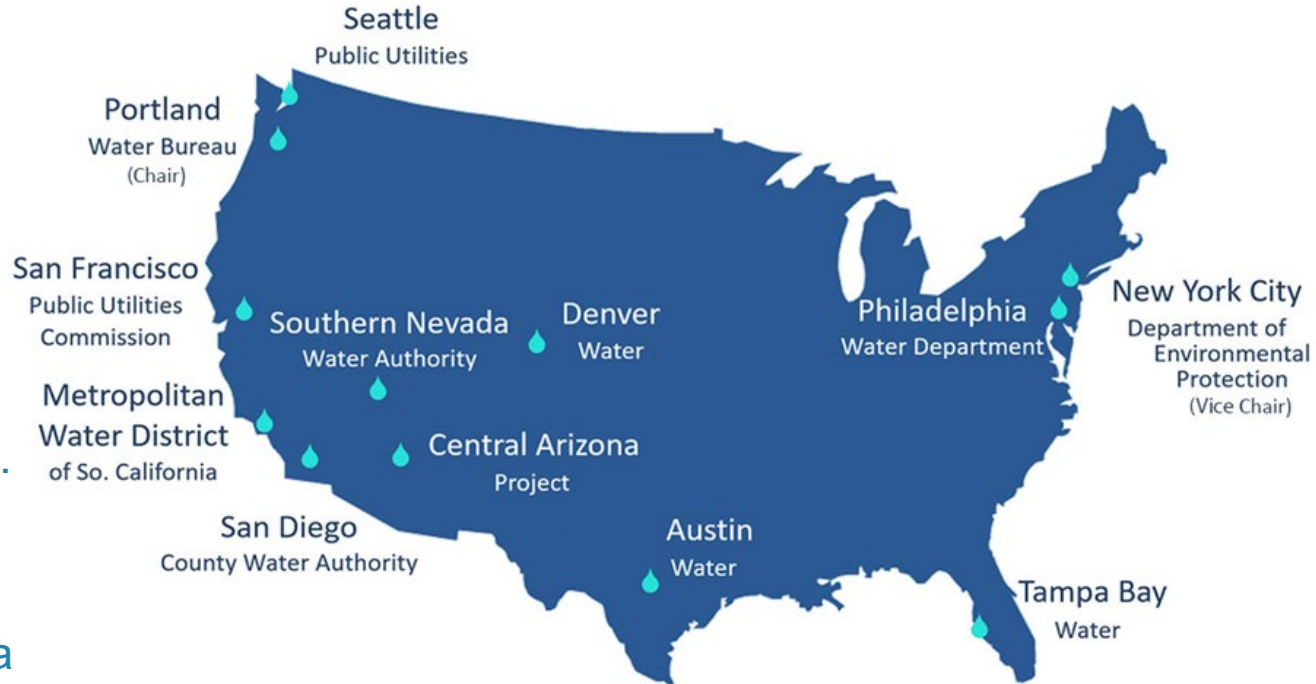 Seattle
Public Utilities
Portland
Water Bureau
(Chair)
San Francisco
Public Utilities
Commission
Southern Nevada
Water Authority
Denver
Water
Philadelphia
Water Department
New York City
Department of
Environmental
Protection
(Vice Chair)
Metropolitan
Water District
of So. California
.
Central Arizona
Project
San Diego
County Water Authority
Austin
Water
Tampa Bay
Water
a